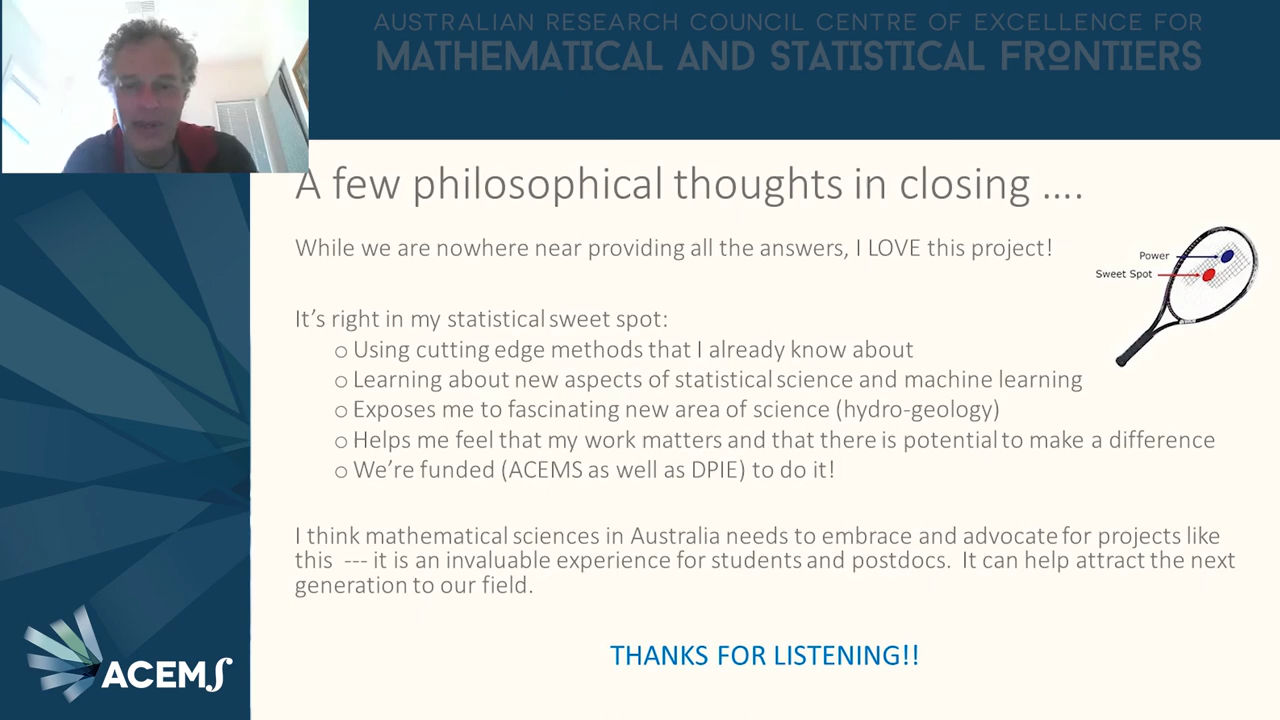 AUSTRALIAN RESEARCH COUNCIL CENTRE OF EXCELLENCE FOR
MATHEMATICAL AND STATISTICAL FRONTIERS
A few philosophical thoughts in closing ....
While we are nowhere near providing all the answers, I LOVE this project!
Power
Sweet Spot
It's right in my statistical sweet spot:
o Using cutting edge methods that I already know about
o Learning about new aspects of statistical science and machine learning
o Exposes me to fascinating new area of science (hydro-geology)
o Helps me feel that my work matters and that there is potential to make a difference
o We're funded (ACEMS as well as DPIE) to do it!
I think mathematical sciences in Australia needs to embrace and advocate for projects like
this --- it is an invaluable experience for students and postdocs. It can help attract the next
generation to our field.
THANKS FOR LISTENING!!
ACEMS